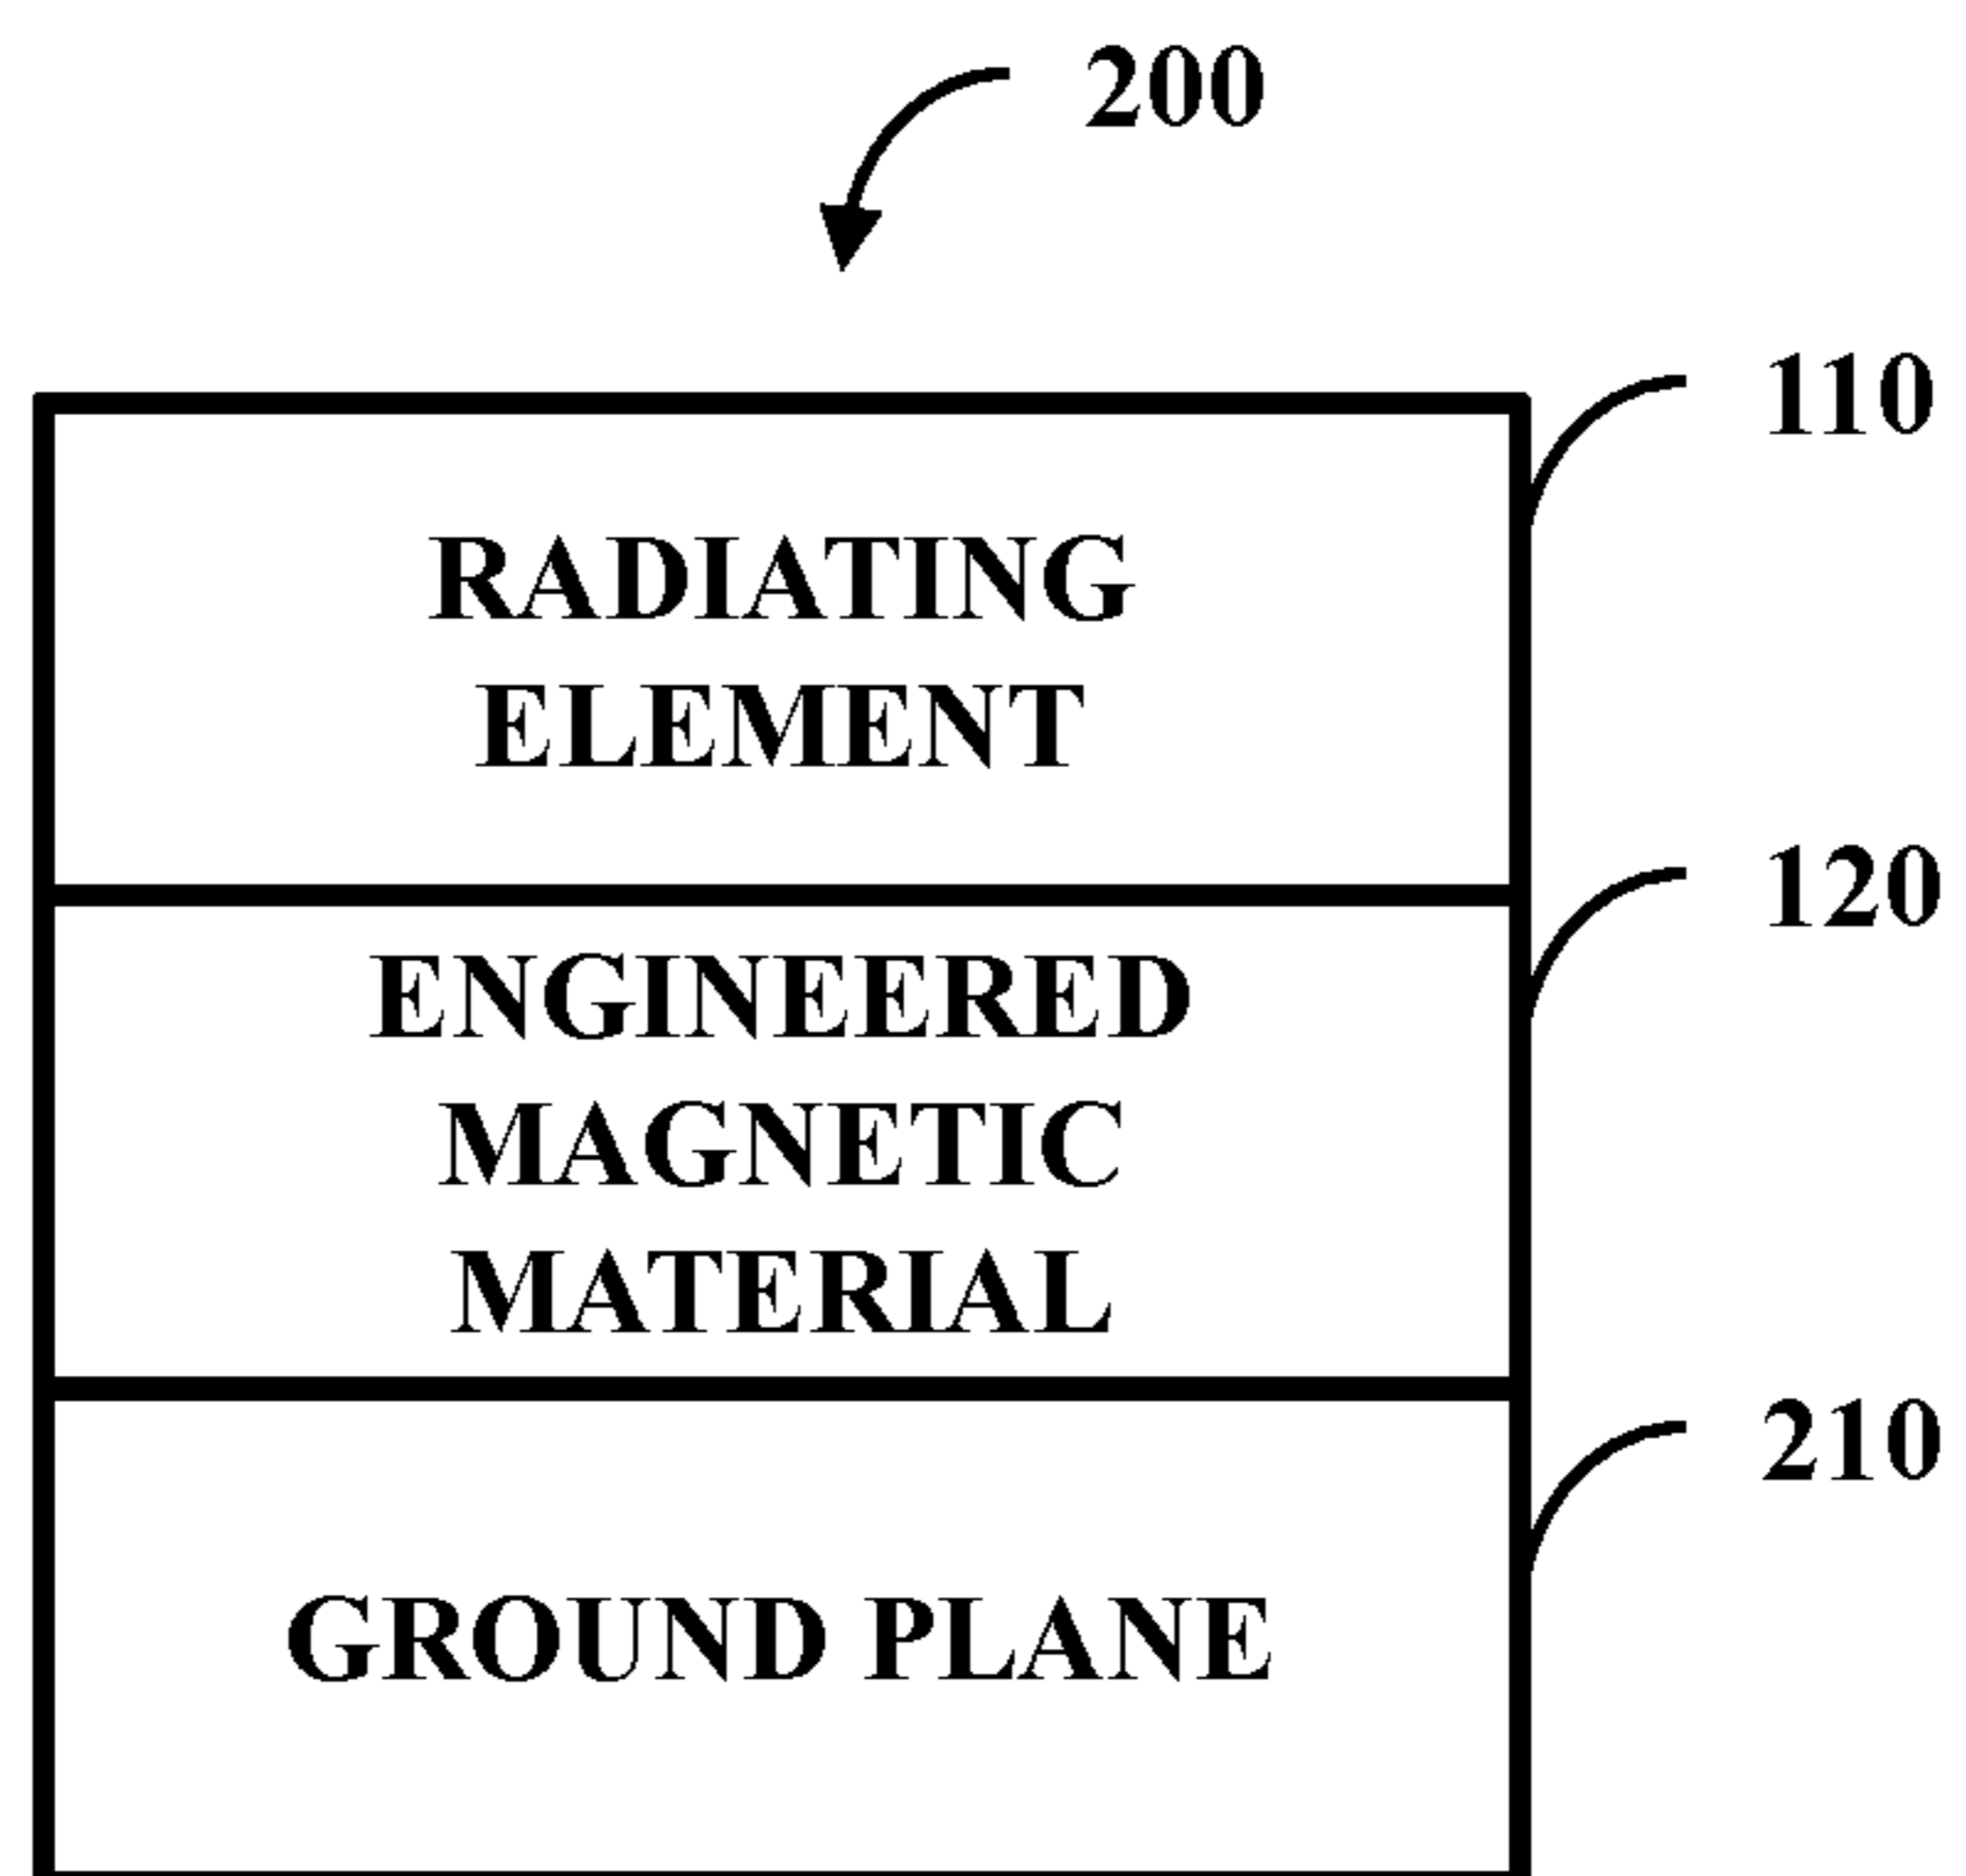 200
110
RADIATING
ELEMENT
120
ENGINEERED
MAGNETIC
MATERIAL
210
GROUND PLANE